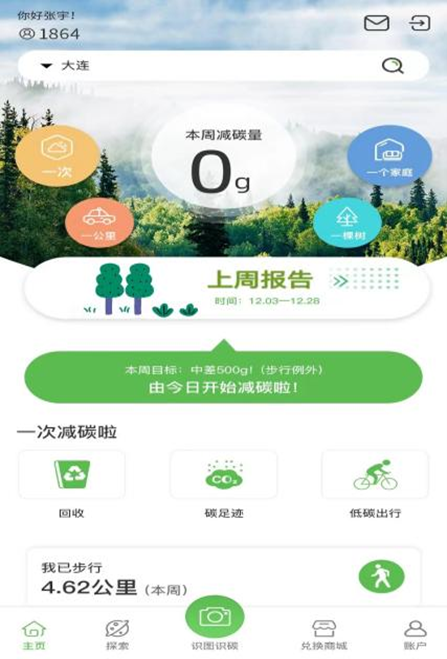 你好张宇!
1864
大连
本周减碳量
0g
一次
一个家庭
一公里
一棵树
上周报告
时间：12.03—12.28
本周目标：中差500g!（步行例外）
由今日开始减碳啦!
一次减碳啦
回收
CO₂
碳足迹
低碳出行
我已步行
4.62公里（本周）
主页
探索
识图识碳
兑换商城
账户